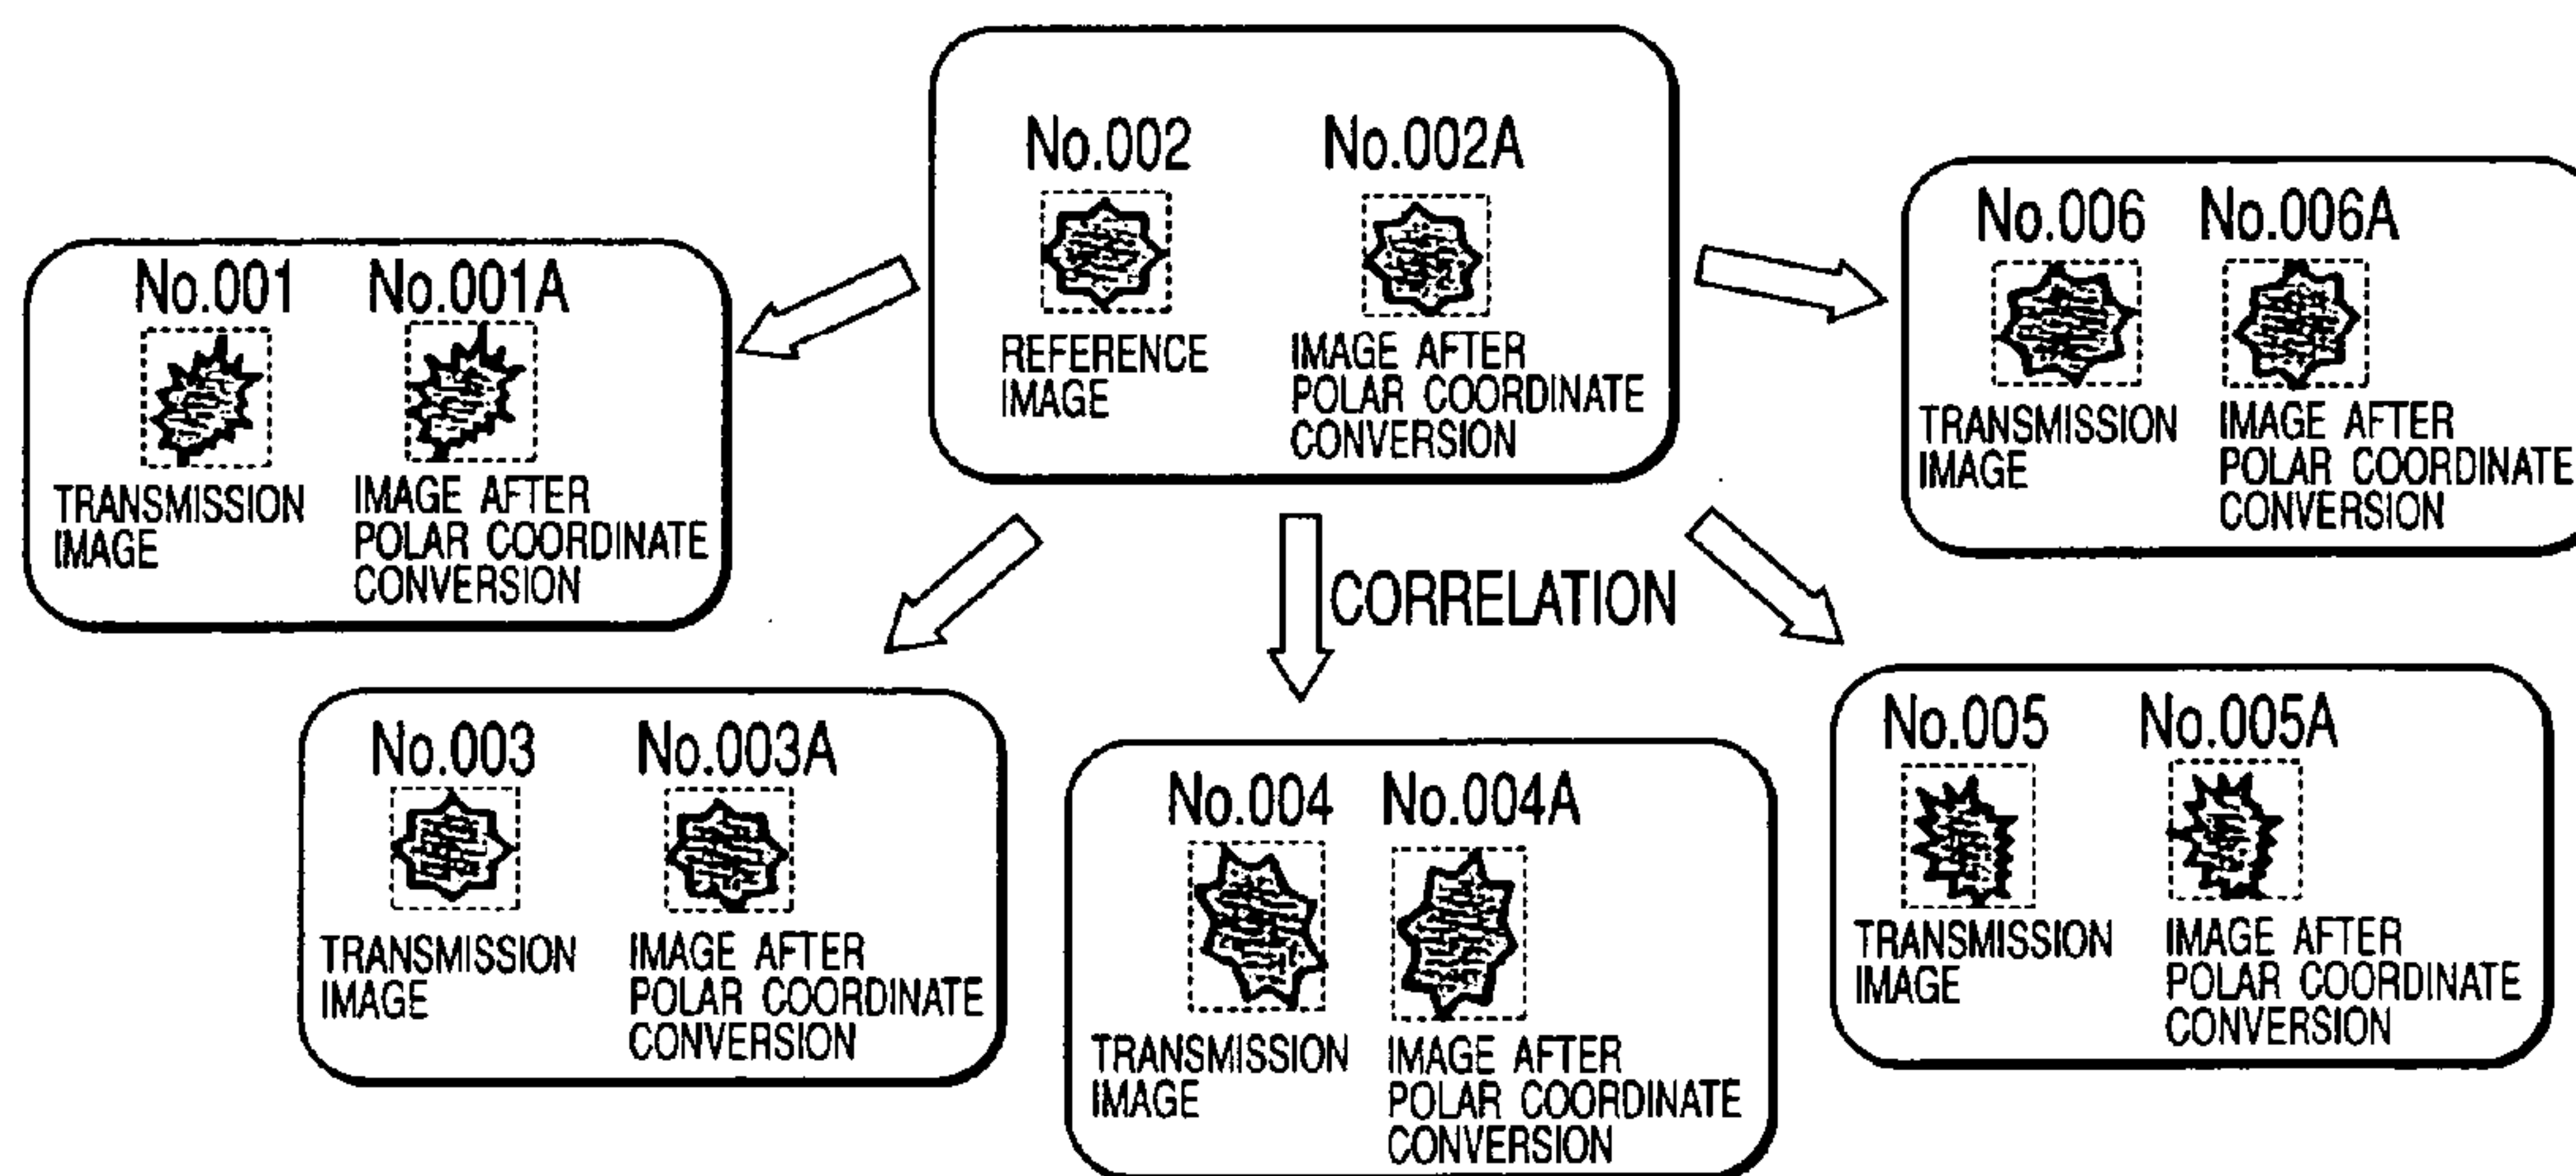 No.002
No.002A
REFERENCE
IMAGE
IMAGE AFTER
POLAR COORDINATE
CONVERSION
No.001
No.001A
TRANSMISSION
IMAGE
IMAGE AFTER
POLAR COORDINATE
CONVERSION
No.006
No.006A
TRANSMISSION
IMAGE
IMAGE AFTER
POLAR COORDINATE
CONVERSION
CORRELATION
No.003
No.003A
TRANSMISSION
IMAGE
IMAGE AFTER
POLAR COORDINATE
CONVERSION
No.004
No.004A
TRANSMISSION
IMAGE
IMAGE AFTER
POLAR COORDINATE
CONVERSION
No.005
No.005A
TRANSMISSION
IMAGE
IMAGE AFTER
POLAR COORDINATE
CONVERSION